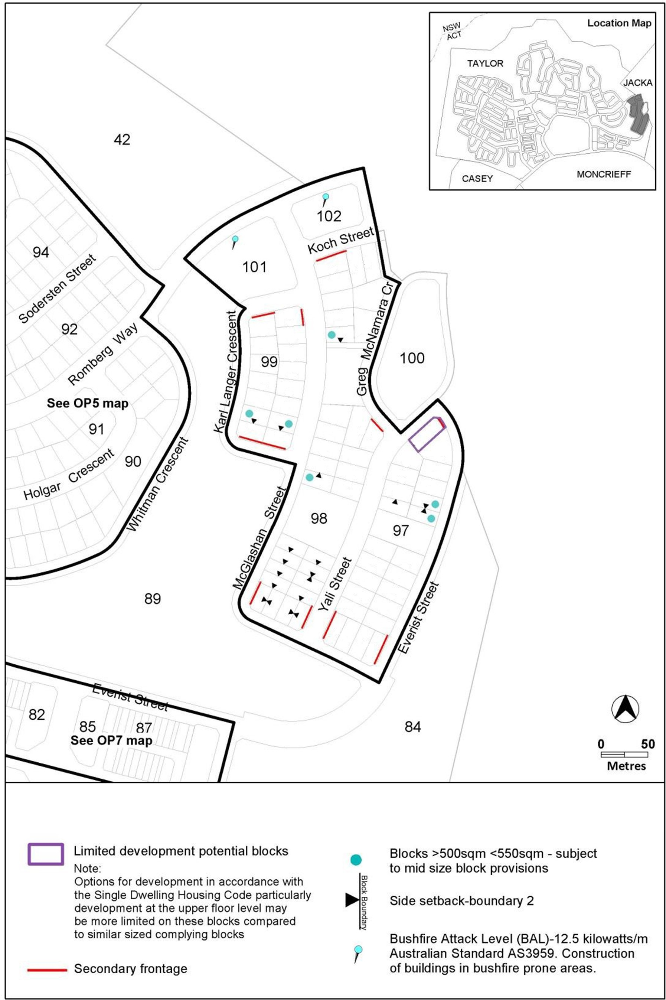 Location Map
NSW
ACT
TAYLOR
JACKA
CASEY
MONCRIEFF
42
102
Koch Street
101
94
Sodersten Street
92
Romberg Way
Karl Langer Crescent
99
Greg McNamara Cr
100
See OP5 map
91
90
Holgar Crescent
Whitman Crescent
McGlashan Street
98
97
Yali Street
Everist Street
89
Everist Street
82
85
87
See OP7 map
84
0 50
Metres
Limited development potential blocks
Note:
Options for development in accordance with
the Single Dwelling Housing Code particularly
development at the upper floor level may
be more limited on these blocks compared
to similar sized complying blocks
Secondary frontage
Blocks >500sqm <550sqm - subject
to mid size block provisions
Block Boundary
Side setback-boundary 2
Bushfire Attack Level (BAL)-12.5 kilowatts/m
Australian Standard AS3959. Construction
of buildings in bushfire prone areas.